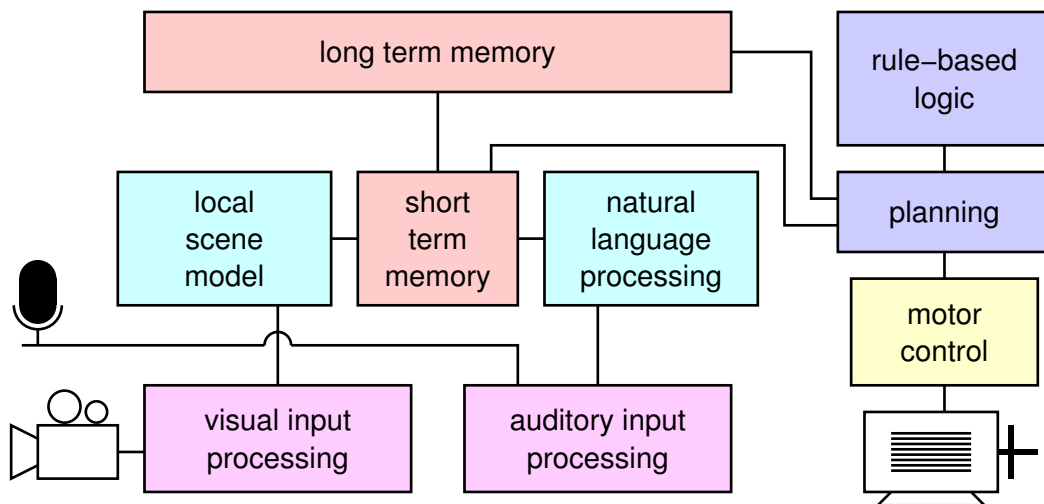 long term memory
rule−based
logic
local
scene
model
short
term
memory
natural
language
processing
planning
motor
control
visual input
processing
auditory input
processing